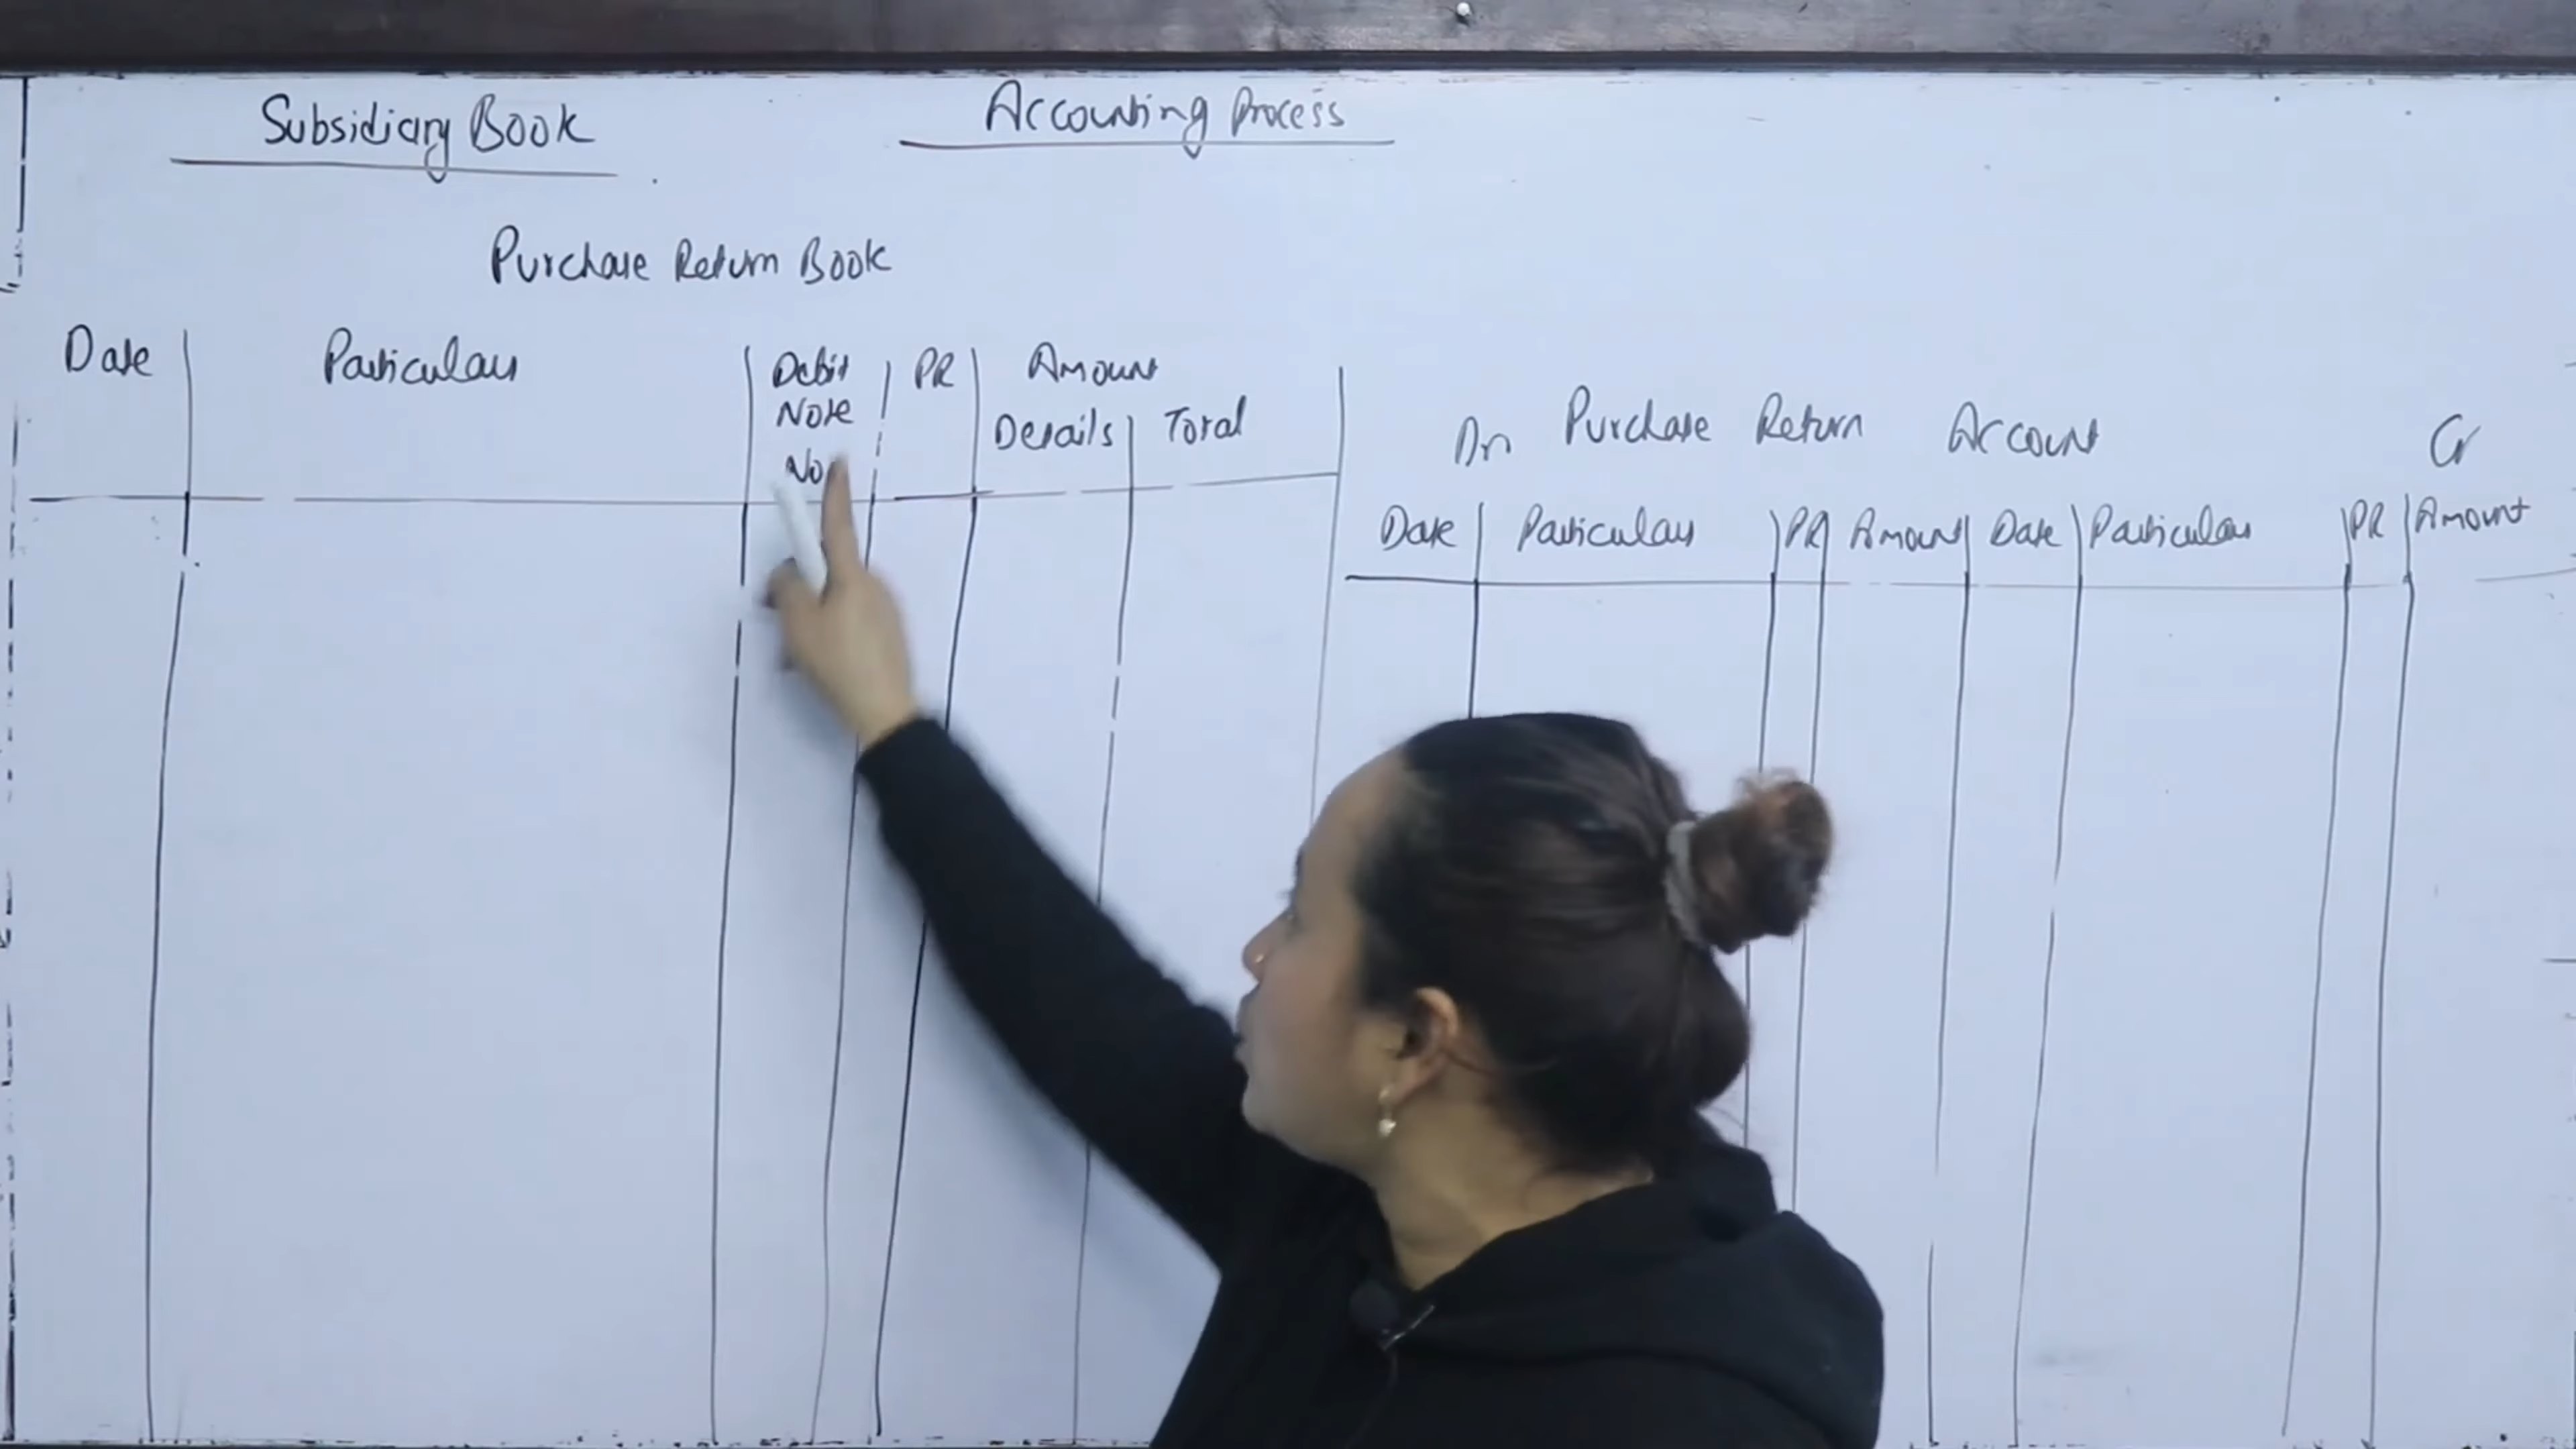 Subsidiary Book
Accounting Process
Purchase Return Book
Date Particulars Debit Note No PR Amount Details Total
Dr Purchase Return Account Cr
Date Particulars PR Amount Date Particulars PR Amount